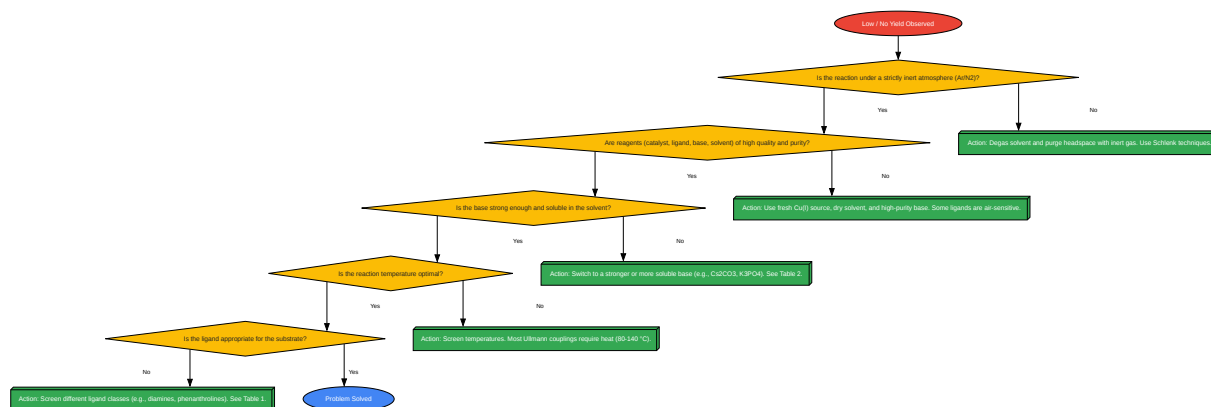 Low / No Yield Observed
Is the reaction under a strictly inert atmosphere (Ar/N2)?
Yes
No
Are reagents (catalyst, ligand, base, solvent) of high quality and purity?
Action: Degas solvent and purge headspace with inert gas. Use Schlenk techniques.
Yes
No
Is the base strong enough and soluble in the solvent?
Action: Use fresh Cu(I) source, dry solvent, and high-purity base. Some ligands are air-sensitive.
Yes
No
Is the reaction temperature optimal?
Action: Switch to a stronger or more soluble base (e.g., Cs2CO3, K3PO4). See Table 2.
Yes
No
Is the ligand appropriate for the substrate?
Action: Screen temperatures. Most Ullmann couplings require heat (80-140 °C).
No
Yes
Action: Screen different ligand classes (e.g., diamines, phenanthrolines). See Table 1.
Problem Solved